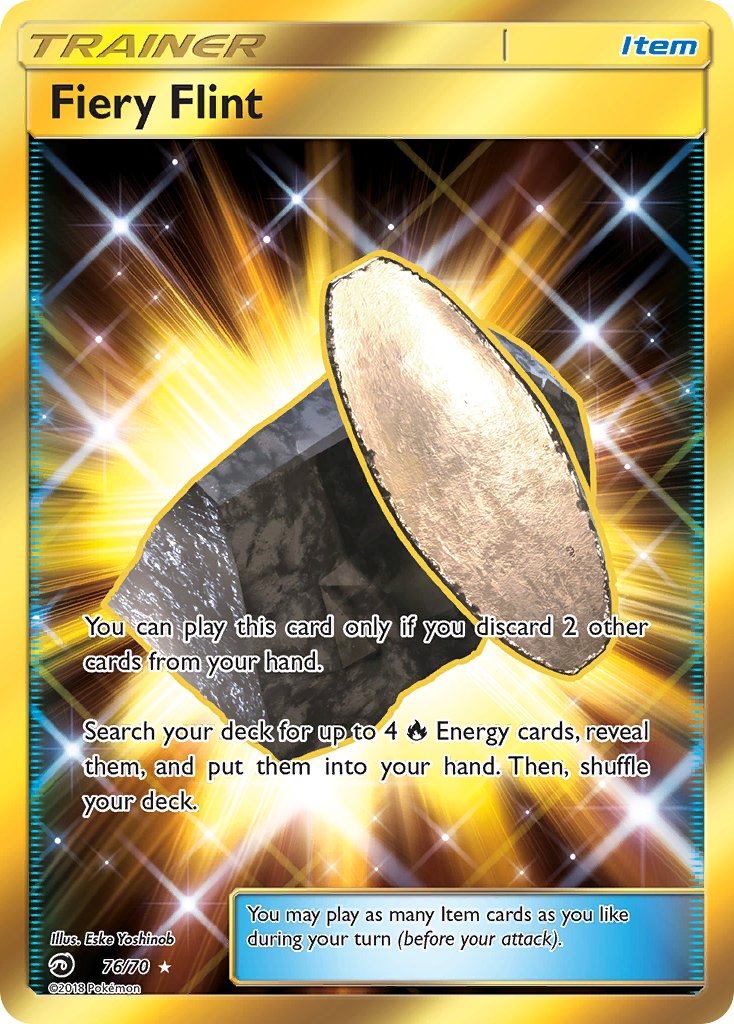 TRAINER
Item
Fiery Flint
You can play this card only if you discard 2 other
cards from your hand.
Search your deck for up to 4 Energy cards, reveal
them, and put them into your hand. Then, shuffle
your deck.
You may play as many Item cards as you like
during your turn (before your attack).
Illus. Eske Yoshinob
76/70 ★
©2018 Pokémon